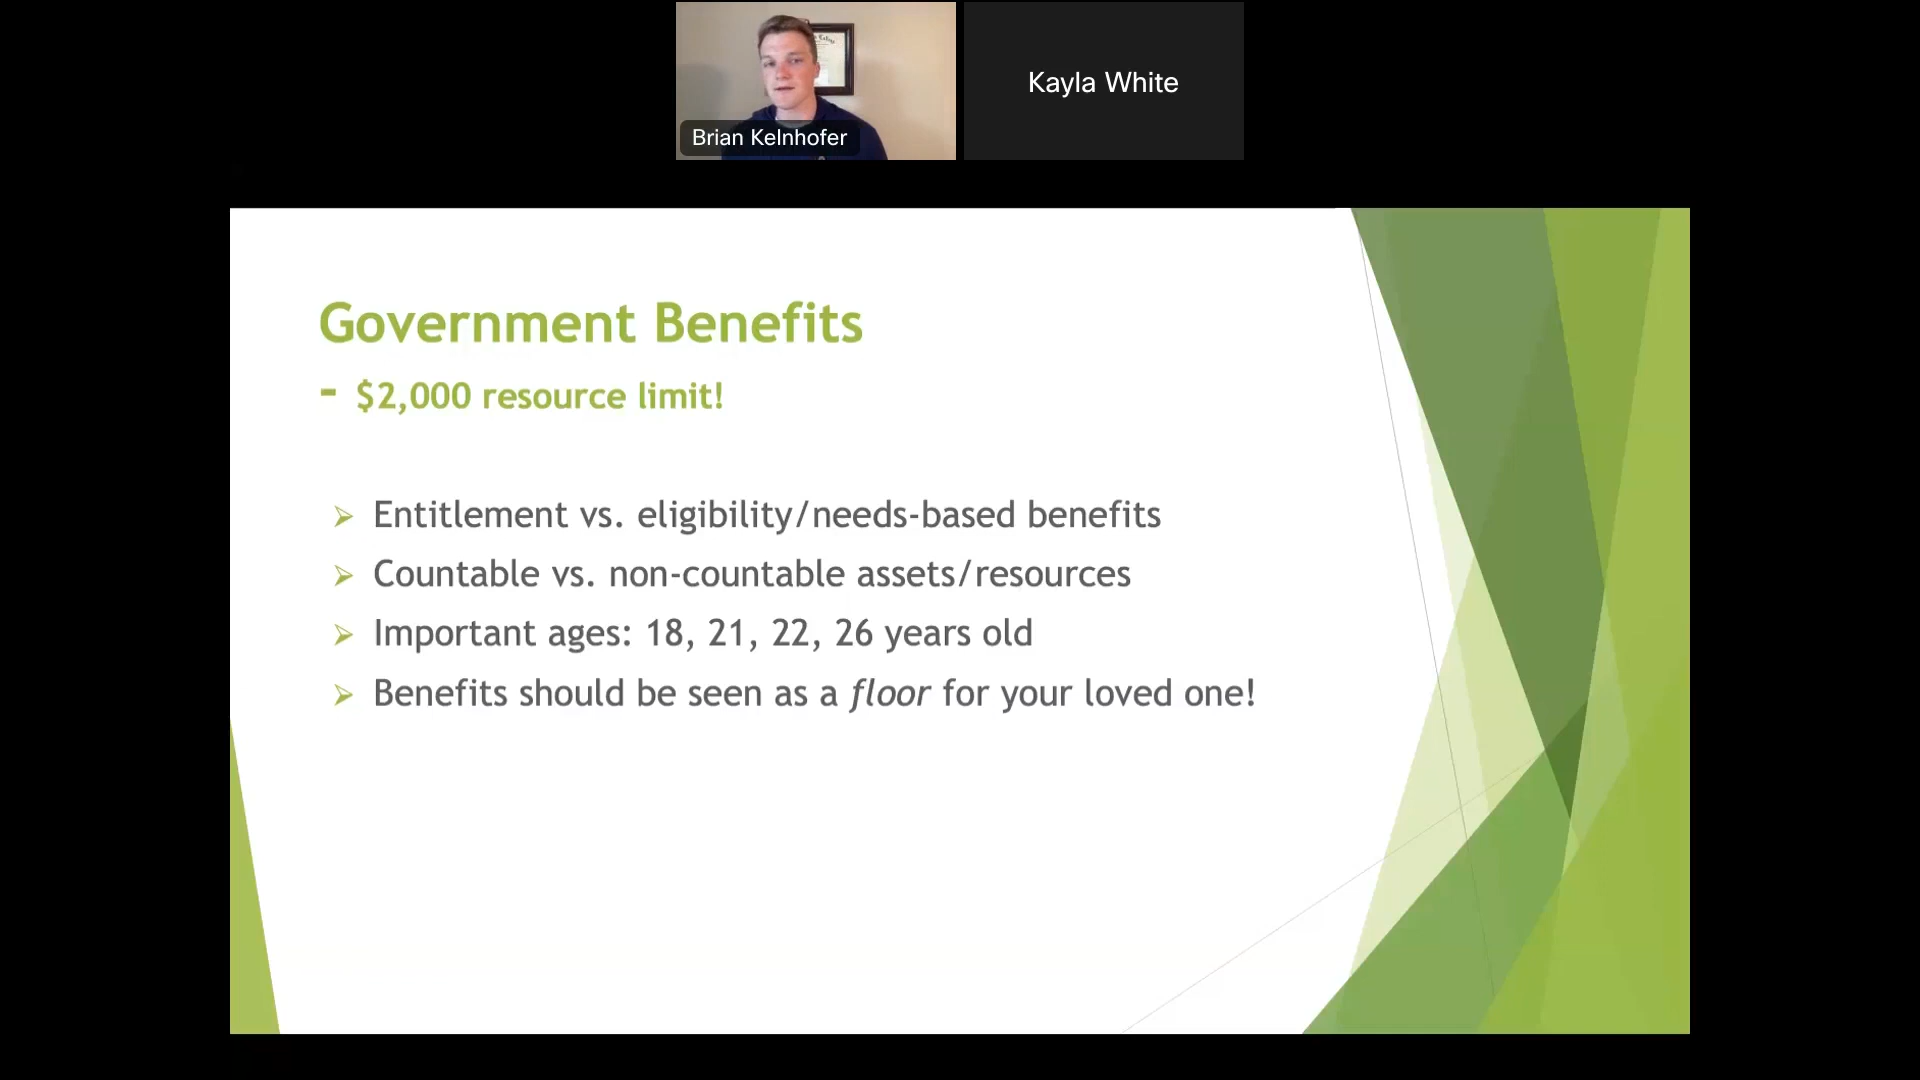 Brian Kelnhofer
Kayla White
Government Benefits
- $2,000 resource limit!
➢ Entitlement vs. eligibility/needs-based benefits
➢ Countable vs. non-countable assets/resources
➢ Important ages: 18, 21, 22, 26 years old
➢ Benefits should be seen as a floor for your loved one!